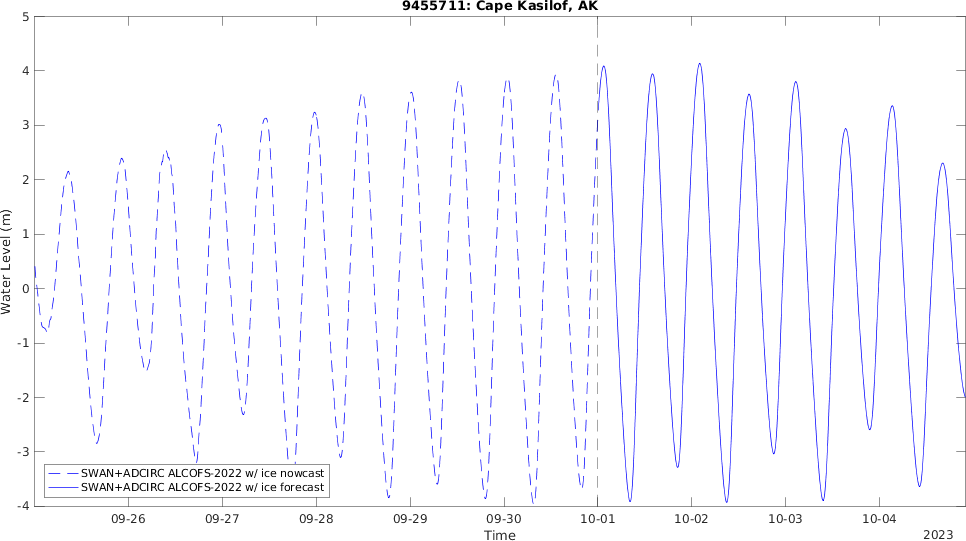 9455711: Cape Kasilof, AK
5
4
3
2
1
0
-1
-2
-3
-4
Water Level (m)
SWAN+ADCIRC ALCOFS-2022 w/ ice nowcast
SWAN+ADCIRC ALCOFS-2022 w/ ice forecast
09-26 09-27 09-28 09-29 09-30 10-01 10-02 10-03 10-04
Time
2023